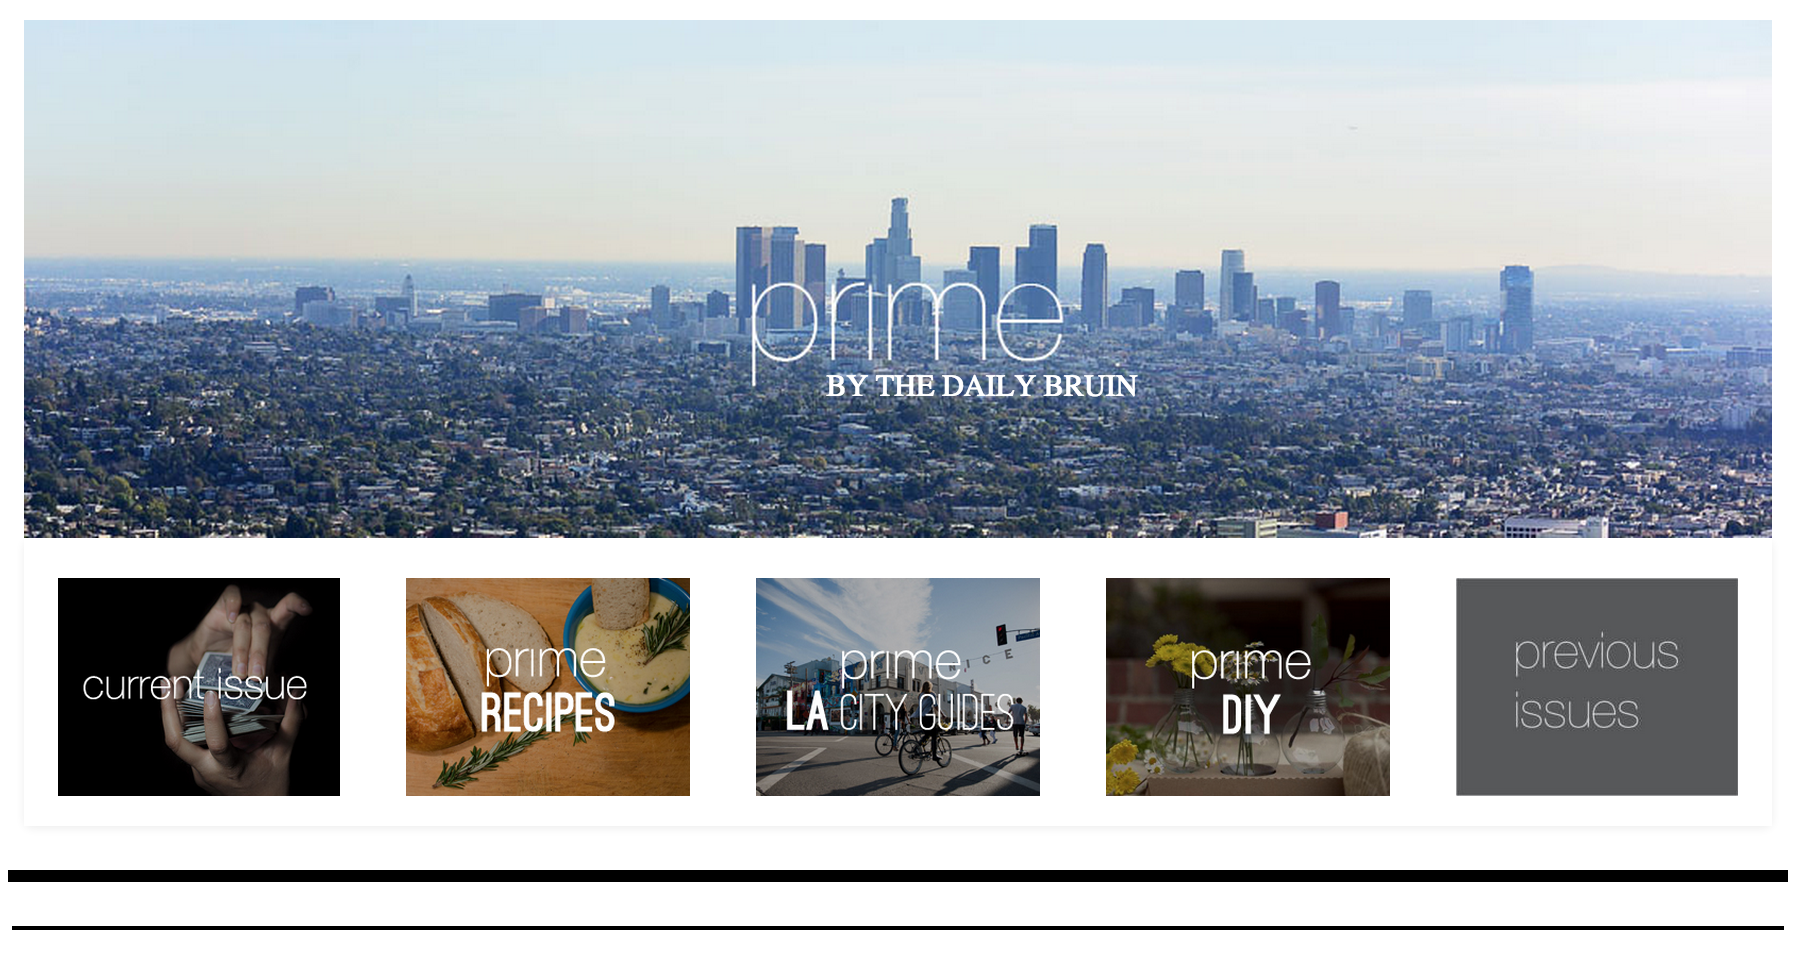 prime
BY THE DAILY BRUIN
current issue
prime
RECIPES
prime
LA CITY GUIDES
prime
DIY
previous
issues